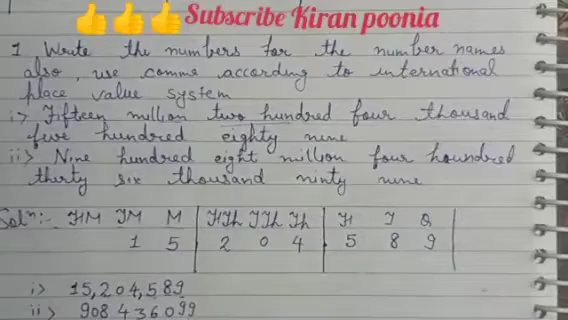 Subscribe Kiran poonia
1 Write the numbers for the number names
also, use comma according to international
place value system
i> Fifteen million two hundred four thousand
five hundred eighty nine
ii> Nine hundred eight million four houndred
thirty six thousand ninty nine
Solⁿ:- HM TM M HTh TTh Th H T O
1 5 2 0 4 5 8 9
i> 15,204,589
ii> 908 436099